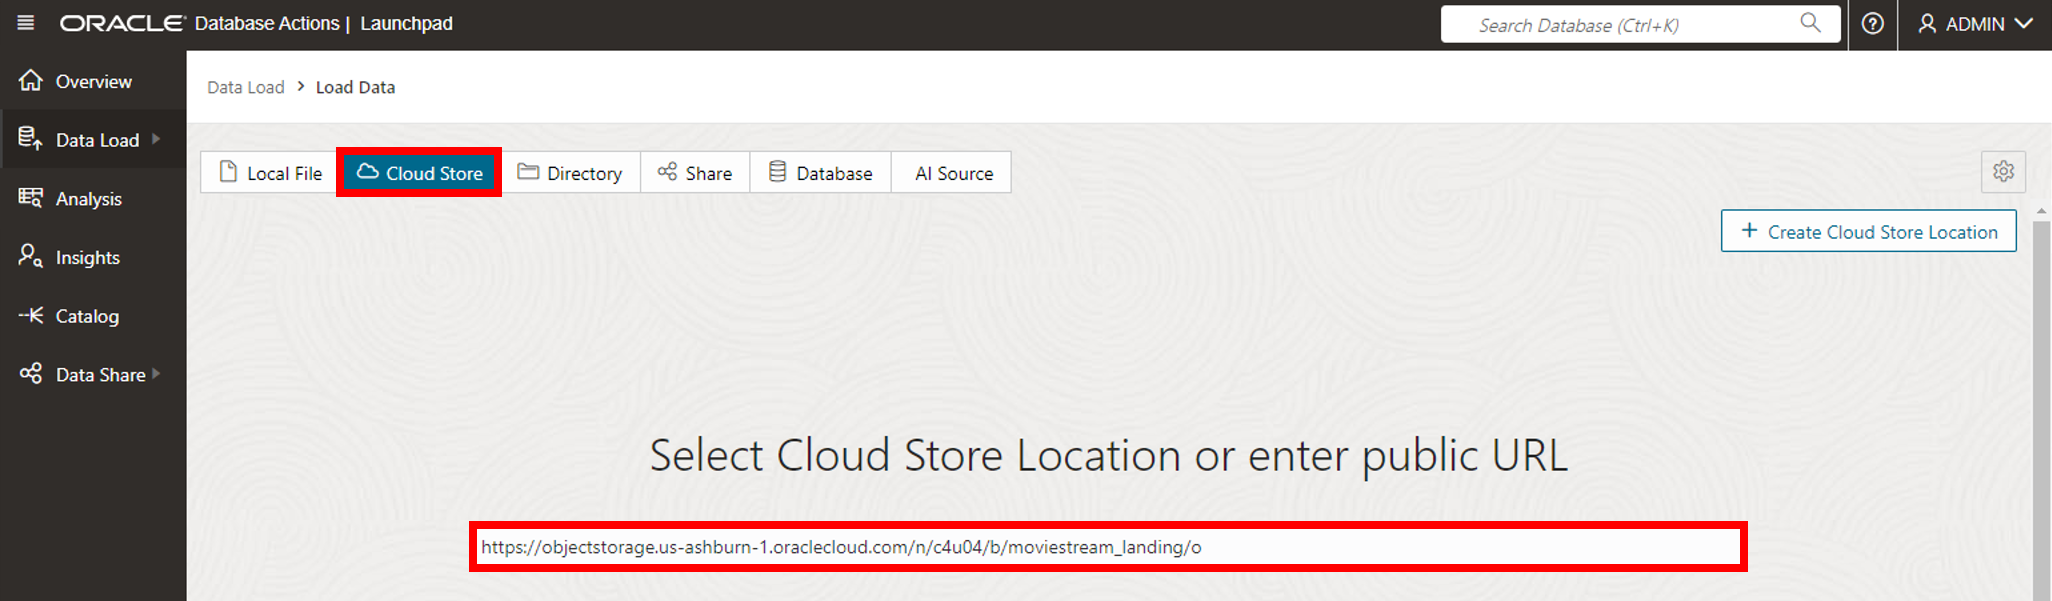 ORACLE Database Actions | Launchpad
Search Database (Ctrl+K)
ADMIN
Overview
Data Load
Analysis
Insights
Catalog
Data Share
Data Load > Load Data
Local File
Cloud Store
Directory
Share
Database
AI Source
+ Create Cloud Store Location
Select Cloud Store Location or enter public URL
https://objectstorage.us-ashburn-1.oraclecloud.com/n/c4u04/b/moviestream_landing/o